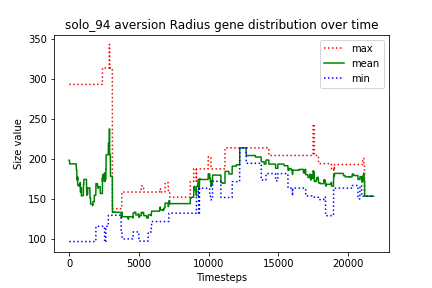 solo_94 aversion Radius gene distribution over time
max
mean
min
Size value
350
300
250
200
150
100
0
5000
10000
15000
20000
Timesteps